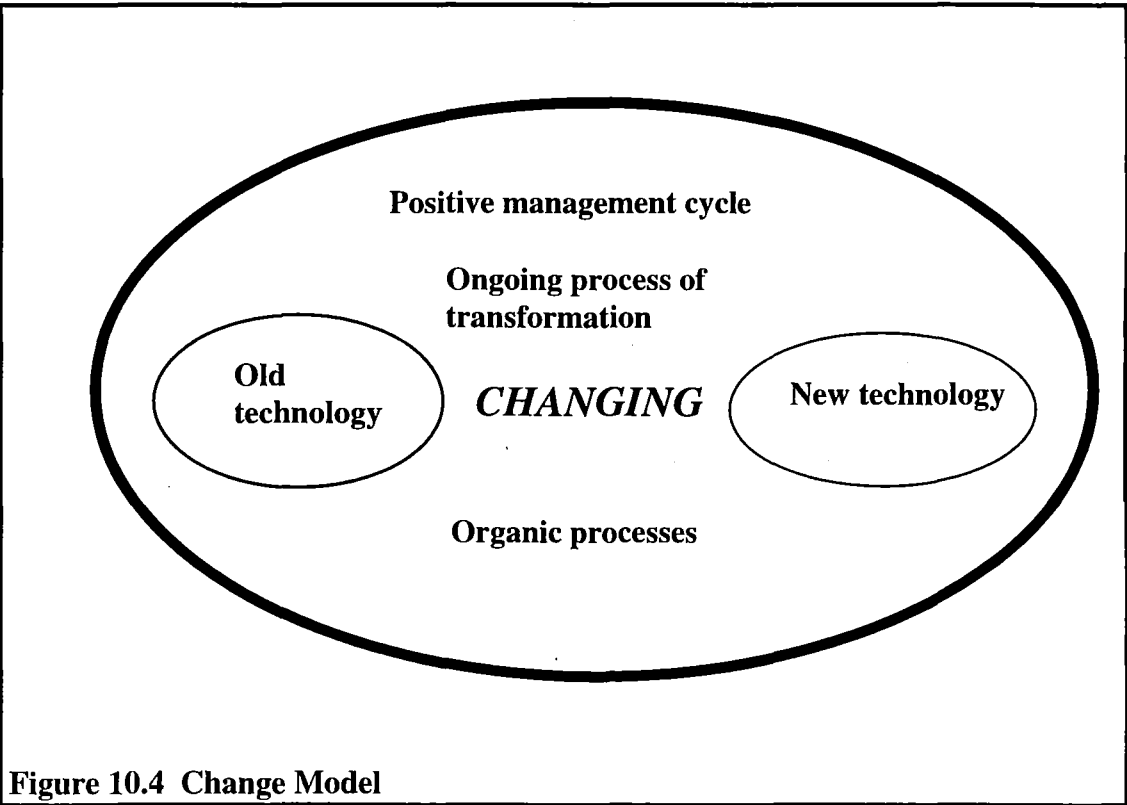 Positive management cycle
Ongoing process of
transformation
Old
technology
CHANGING
New technology
Organic processes
Figure 10.4 Change Model